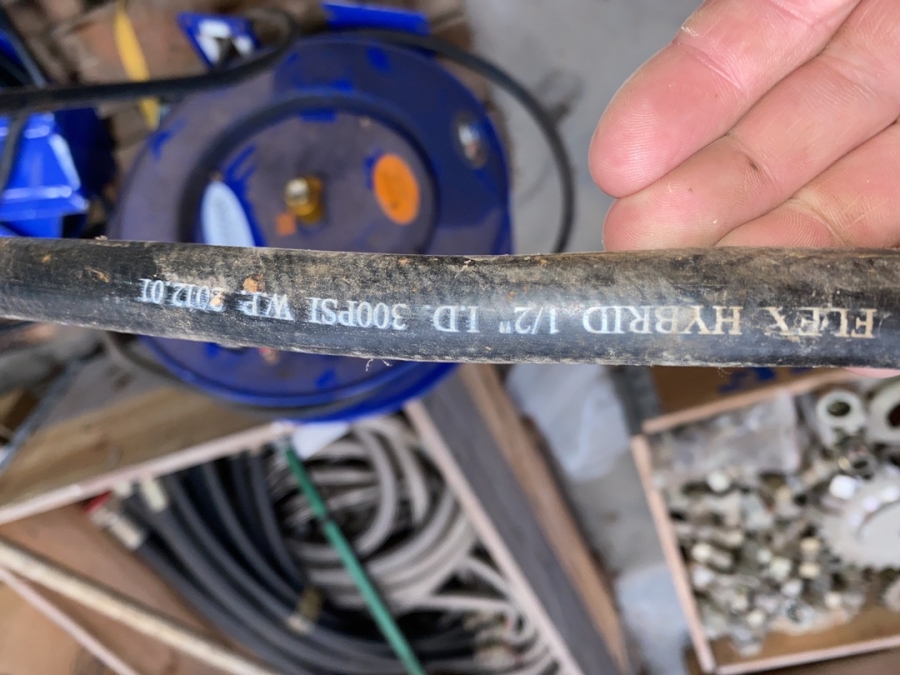 FLEX HYBRID 1/2" I.D. 300PSI W.P. 2012 01